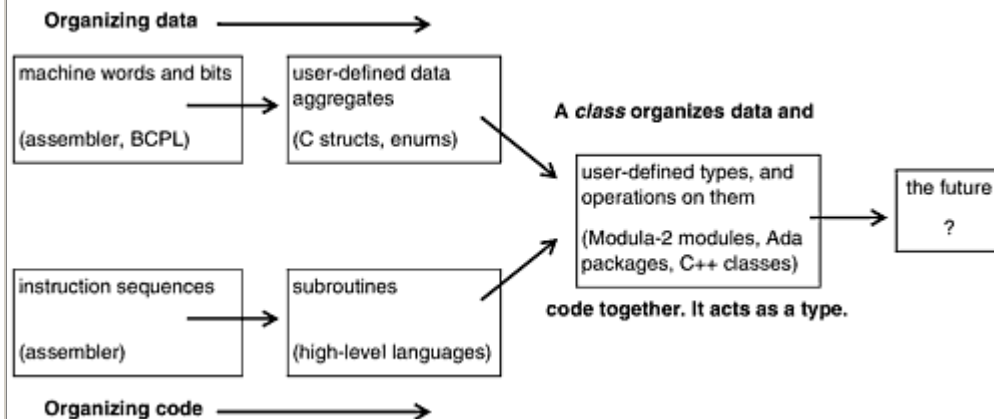 Organizing data
machine words and bits
(assembler, BCPL)
user-defined data
aggregates
(C structs, enums)
A class organizes data and
user-defined types, and
operations on them
(Modula-2 modules, Ada
packages, C++ classes)
code together. It acts as a type.
the future
?
instruction sequences
(assembler)
subroutines
(high-level languages)
Organizing code